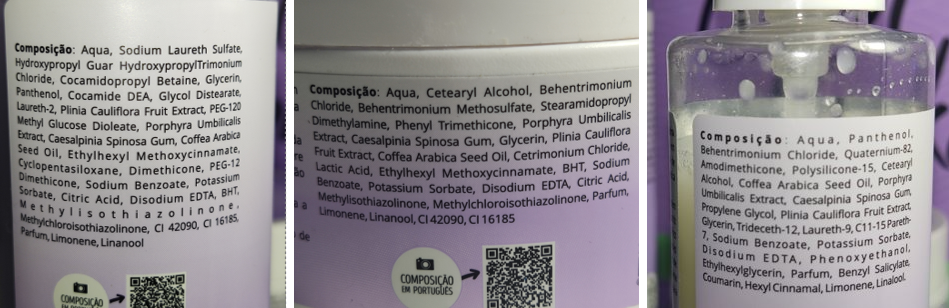 Composição: Aqua, Sodium Laureth Sulfate,
Hydroxypropyl Guar HydroxypropylTrimonium
Chloride, Cocamidopropyl Betaine, Glycerin,
Panthenol, Cocamide DEA, Glycol Distearate,
Laureth-2, Plinia Cauliflora Fruit Extract, PEG-120
Methyl Glucose Dioleate, Porphyra Umbilicalis
Extract, Caesalpinia Spinosa Gum, Coffea Arabica
Seed Oil, Ethylhexyl Methoxycinnamate,
Cyclopentasiloxane, Dimethicone, PEG-12
Dimethicone, Sodium Benzoate, Potassium
Sorbate, Citric Acid, Disodium EDTA, BHT,
Methylisothiazolinone,
Methylchloroisothiazolinone, CI 42090, CI 16185,
Parfum, Limonene, Linanool
COMPOSIÇÃO
EM PORTUGUÊS
Composição: Aqua, Cetearyl Alcohol, Behentrimonium
Chloride, Behentrimonium Methosulfate, Stearamidopropyl
Dimethylamine, Phenyl Trimethicone, Porphyra Umbilicalis
Extract, Caesalpinia Spinosa Gum, Glycerin, Plinia Cauliflora
Fruit Extract, Coffea Arabica Seed Oil, Cetrimonium Chloride,
Lactic Acid, Ethylhexyl Methoxycinnamate, BHT, Sodium
Benzoate, Potassium Sorbate, Disodium EDTA, Citric Acid,
Methylisothiazolinone, Methylchloroisothiazolinone, Parfum,
Limonene, Linanool, CI 42090, CI 16185
COMPOSIÇÃO
EM PORTUGUÊS
Composição: Aqua, Panthenol,
Behentrimonium Chloride, Quaternium-82,
Amodimethicone, Polysilicone-15, Cetearyl
Alcohol, Coffea Arabica Seed Oil, Porphyra
Umbilicalis Extract, Caesalpinia Spinosa Gum,
Propylene Glycol, Plinia Cauliflora Fruit Extract,
Glycerin, Trideceth-12, Laureth-9, C11-15 Pareth-
7, Sodium Benzoate, Potassium Sorbate,
Disodium EDTA, Phenoxyethanol,
Ethylhexylglycerin, Parfum, Benzyl Salicylate,
Coumarin, Hexyl Cinnamal, Limonene, Linalool.